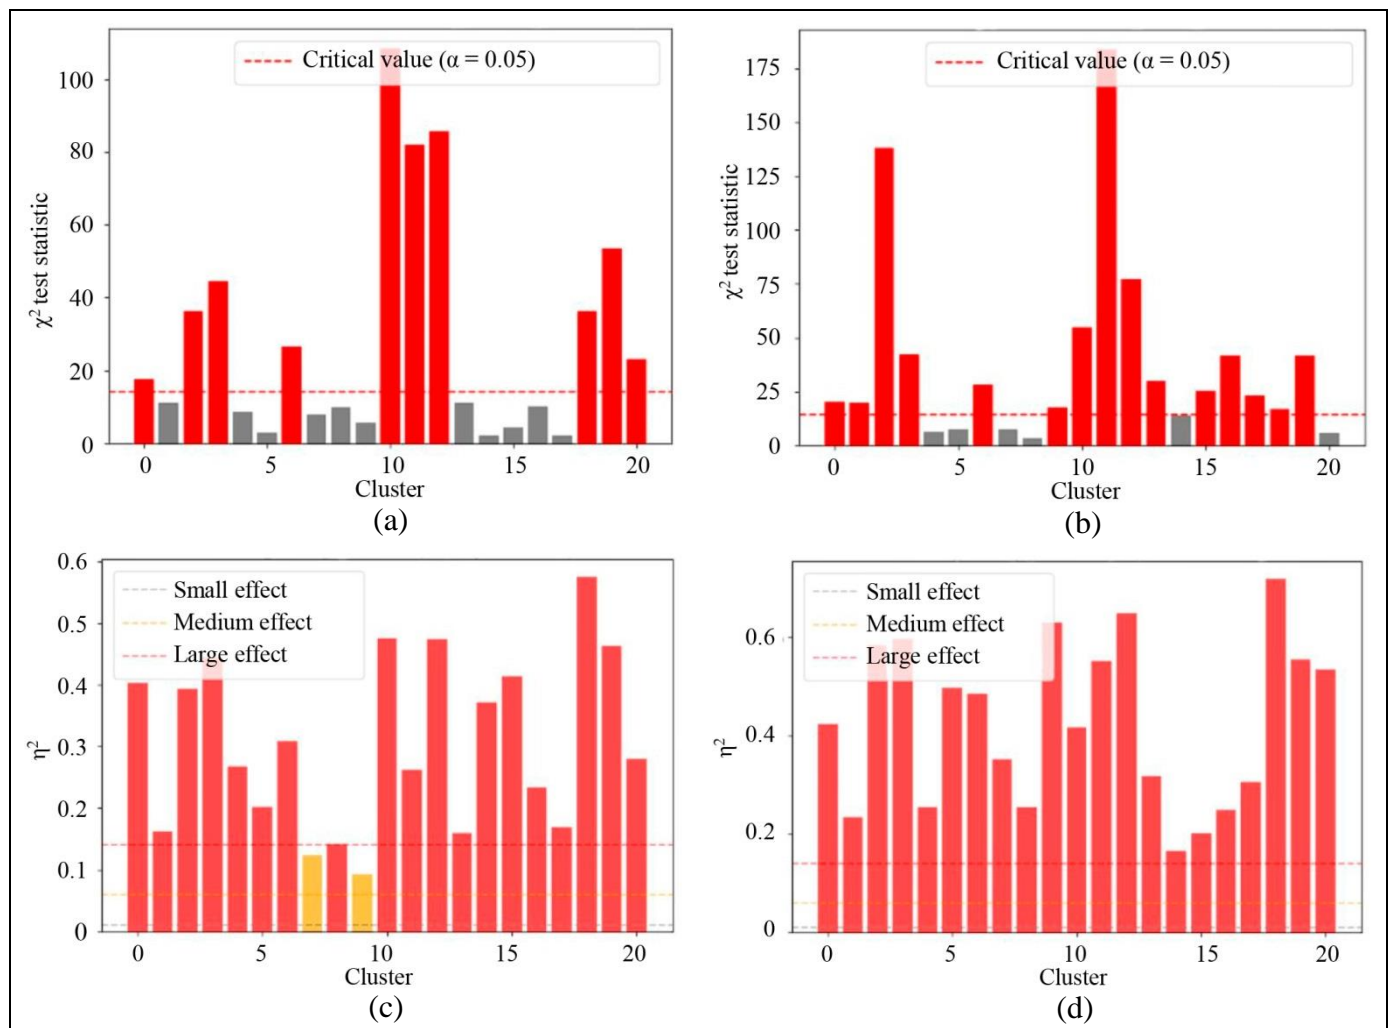 Critical value (α = 0.05)
χ² test statistic
100
80
60
40
20
0
0 5 10 15 20
Cluster
(a)
Critical value (α = 0.05)
χ² test statistic
175
150
125
100
75
50
25
0
0 5 10 15 20
Cluster
(b)
Small effect
Medium effect
Large effect
η²
0.6
0.5
0.4
0.3
0.2
0.1
0
0 5 10 15 20
Cluster
(c)
Small effect
Medium effect
Large effect
η²
0.6
0.4
0.2
0
0 5 10 15 20
Cluster
(d)